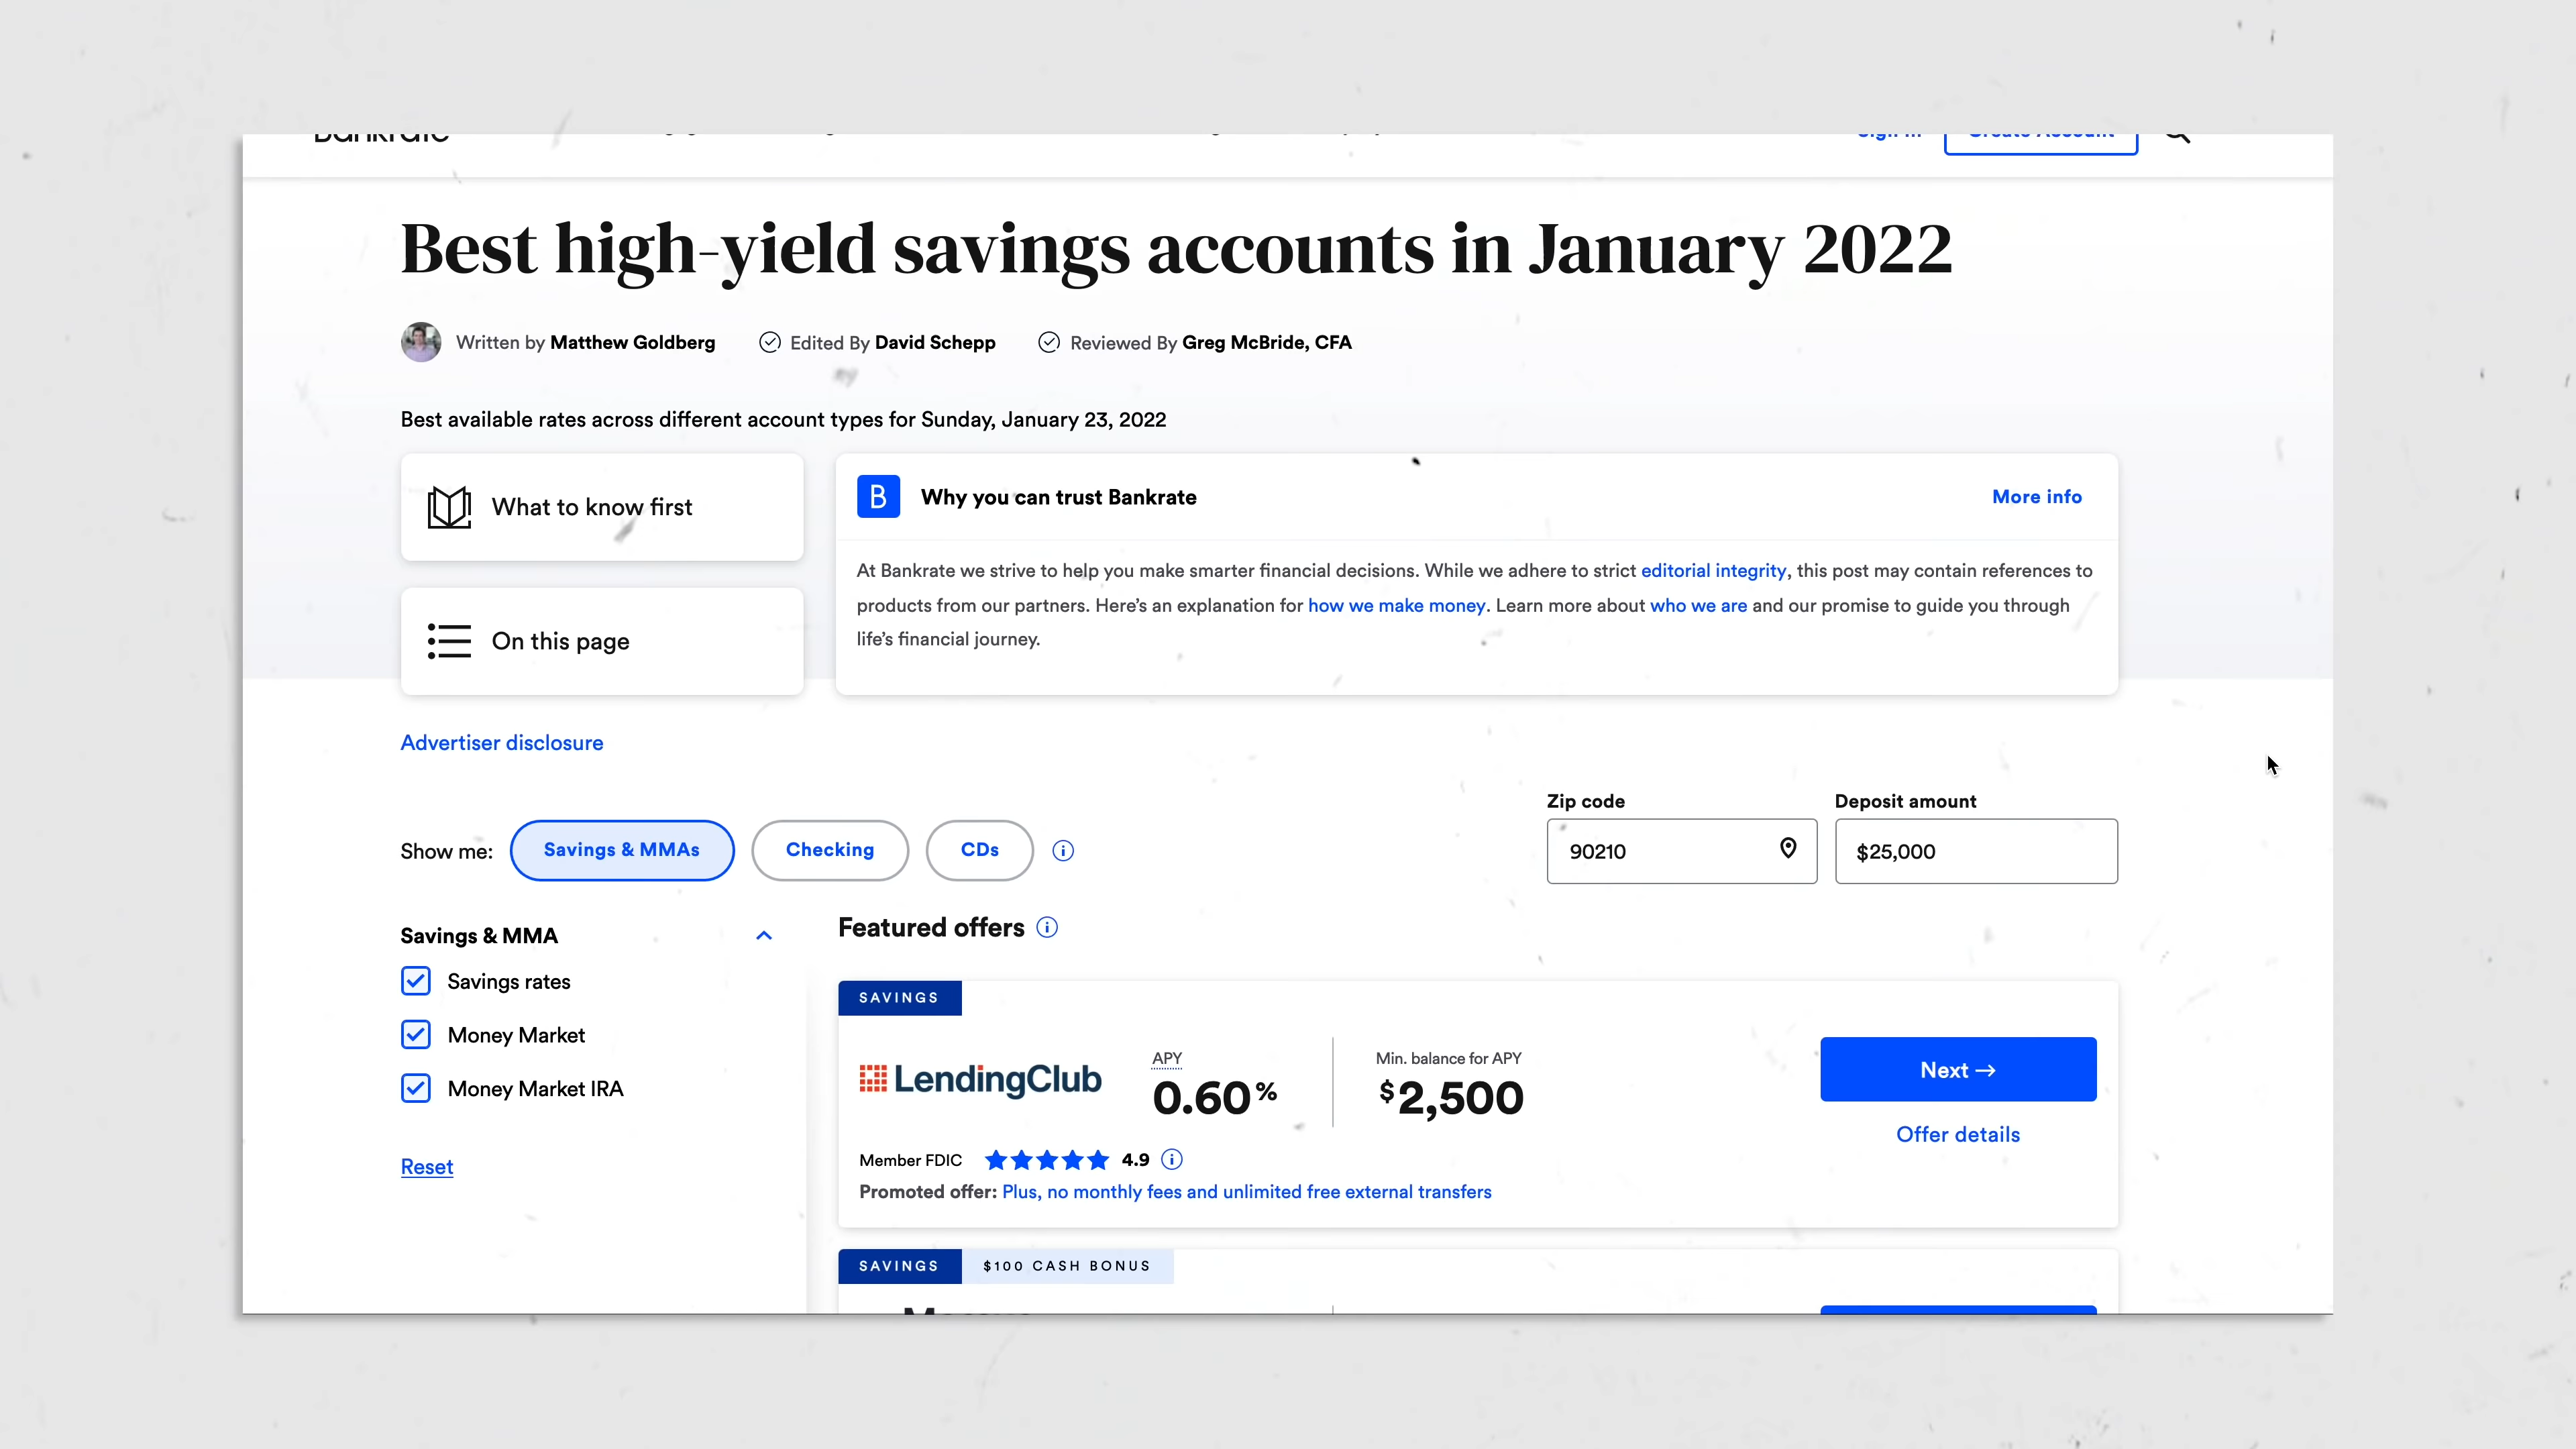 Bankrate
Sign in
Create Account
Best high-yield savings accounts in January 2022
Written by Matthew Goldberg
Edited By David Schepp
Reviewed By Greg McBride, CFA
Best available rates across different account types for Sunday, January 23, 2022
What to know first
On this page
B
Why you can trust Bankrate
More info
At Bankrate we strive to help you make smarter financial decisions. While we adhere to strict editorial integrity, this post may contain references to
products from our partners. Here’s an explanation for how we make money. Learn more about who we are and our promise to guide you through
life’s financial journey.
Advertiser disclosure
Show me:
Savings & MMAs
Checking
CDs
Zip code
90210
Deposit amount
$25,000
Savings & MMA
Savings rates
Money Market
Money Market IRA
Reset
Featured offers
SAVINGS
LendingClub
APY
0.60%
Min. balance for APY
$2,500
Next →
Offer details
Member FDIC
4.9
Promoted offer: Plus, no monthly fees and unlimited free external transfers
SAVINGS
$100 CASH BONUS